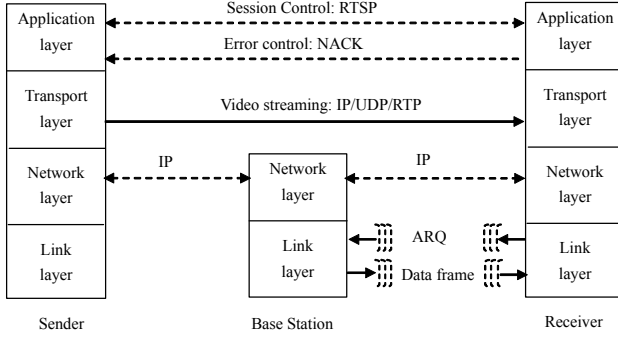 Session Control: RTSP
Application
layer
Application
layer
Error control: NACK
Transport
layer
Video streaming: IP/UDP/RTP
Transport
layer
Network
layer
IP
Network
layer
IP
Network
layer
Link
layer
Link
layer
ARQ
Data frame
Link
layer
Sender
Base Station
Receiver